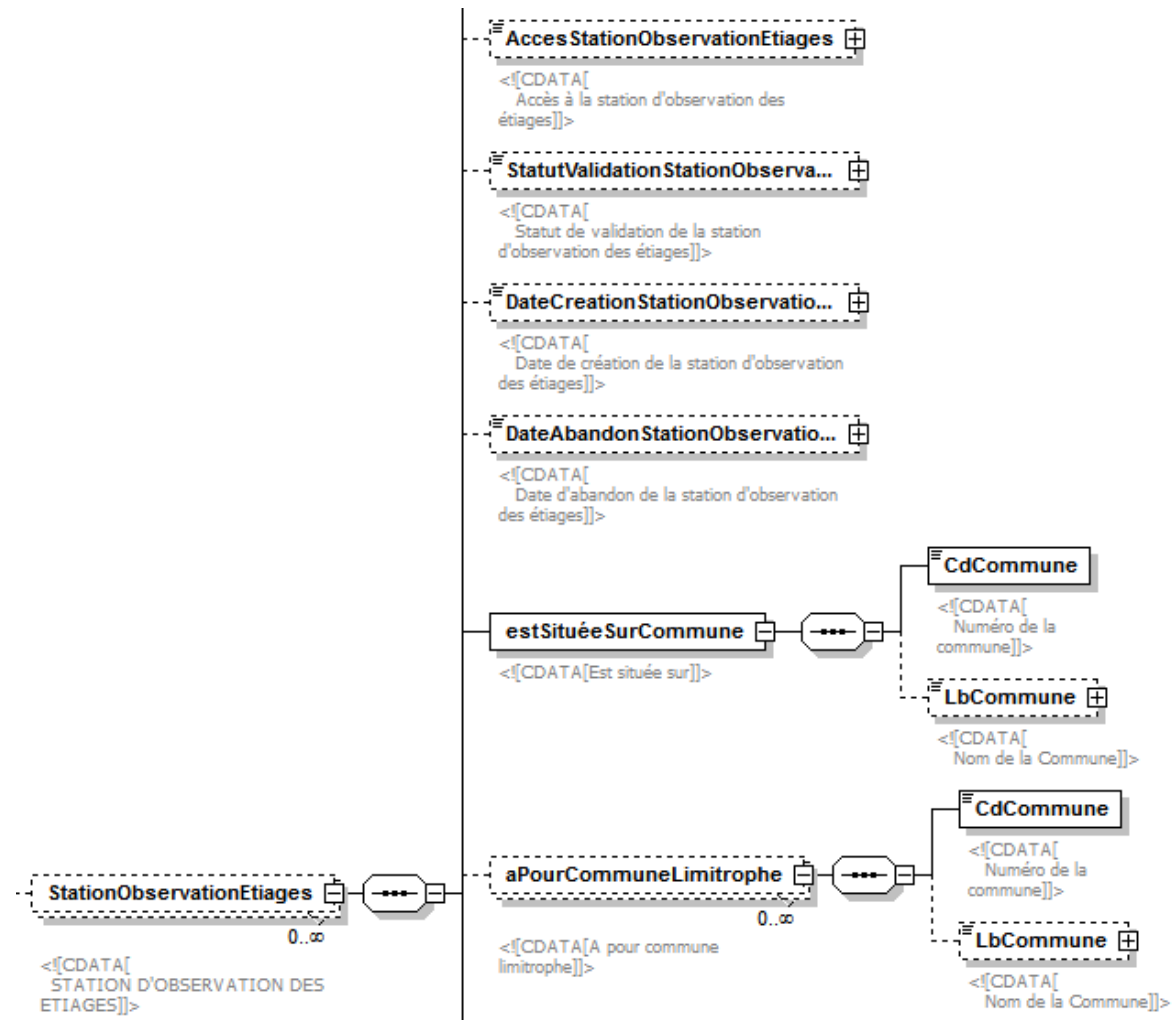 AccesStationObservationEtiages
<![CDATA[
Accès à la station d'observation des
étiages]]>
StatutValidationStationObserva...
<![CDATA[
Statut de validation de la station
d'observation des étiages]]>
DateCreationStationObservatio...
<![CDATA[
Date de création de la station d'observation
des étiages]]>
DateAbandonStationObservatio...
<![CDATA[
Date d'abandon de la station d'observation
des étiages]]>
estSituéeSurCommune
<![CDATA[Est située sur]]>
CdCommune
<![CDATA[
Numéro de la
commune]]>
LbCommune
<![CDATA[
Nom de la Commune]]>
aPourCommuneLimitrophe
0..∞
<![CDATA[A pour commune
limitrophe]]>
CdCommune
<![CDATA[
Numéro de la
commune]]>
LbCommune
<![CDATA[
Nom de la Commune]]>
StationObservationEtiages
0..∞
<![CDATA[
STATION D'OBSERVATION DES
ETIAGES]]>